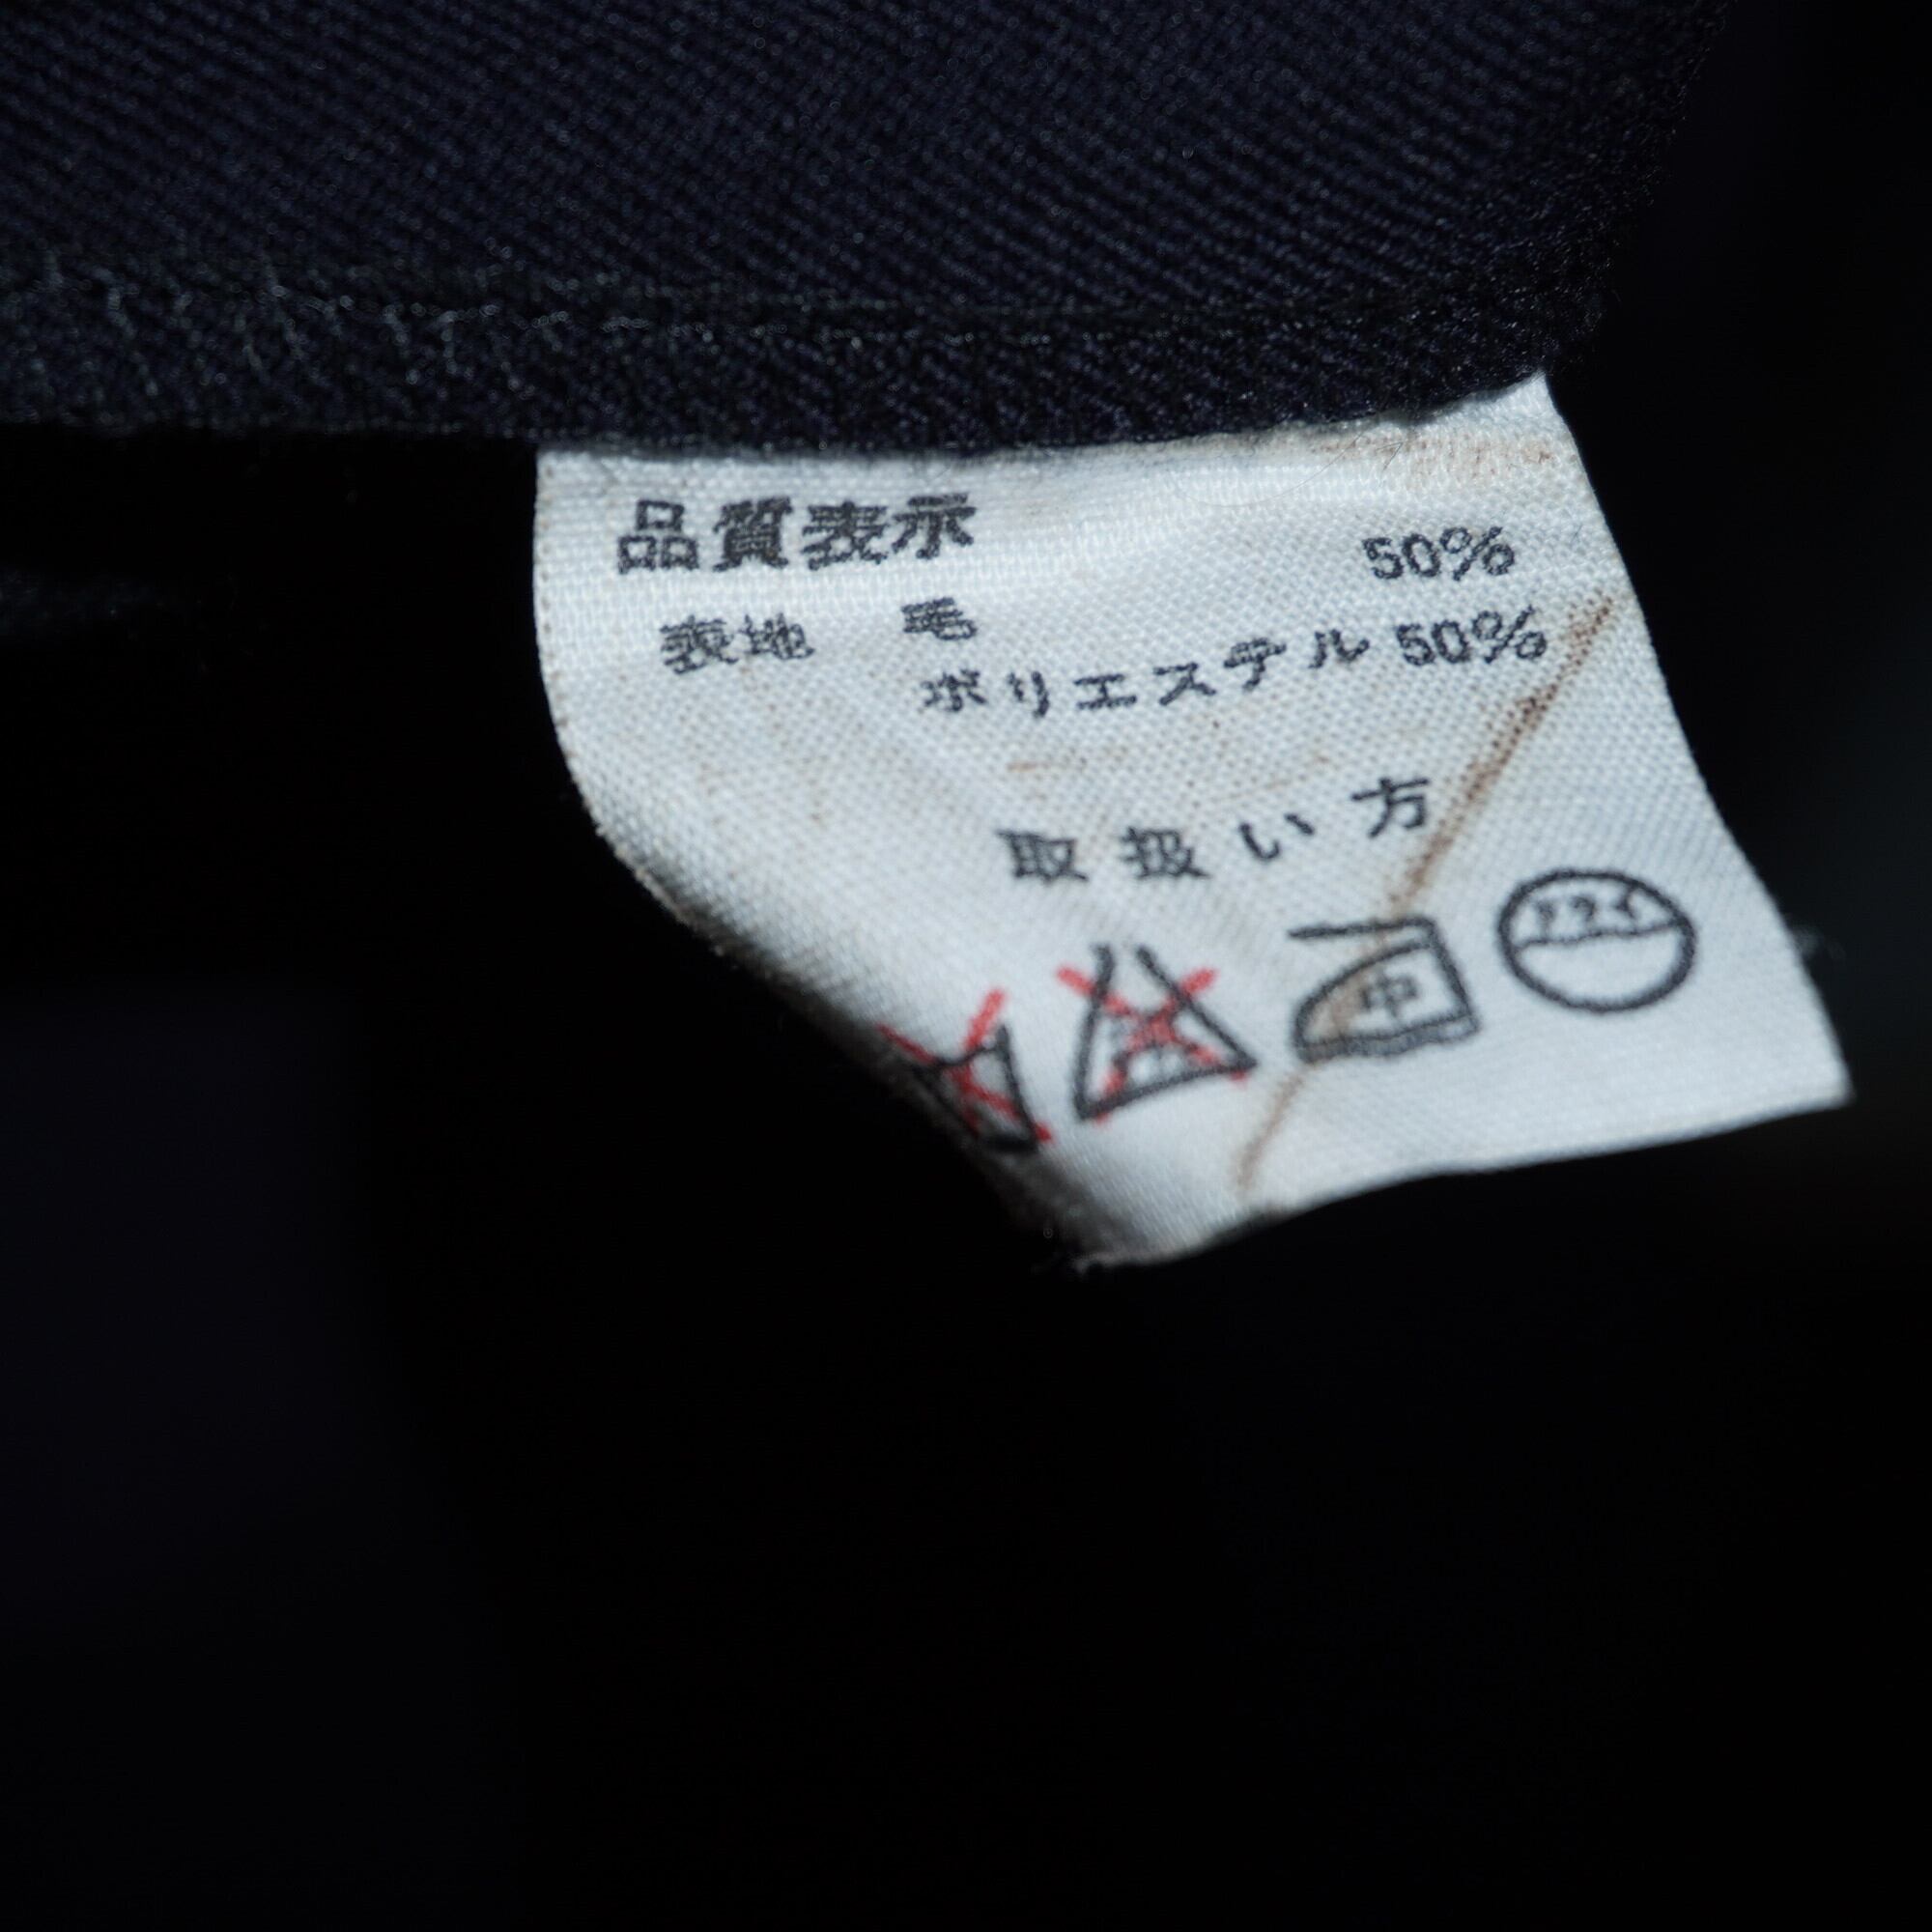 品質表示
表地 毛 50%
ポリエステル 50%
取扱い方
中
ドライ